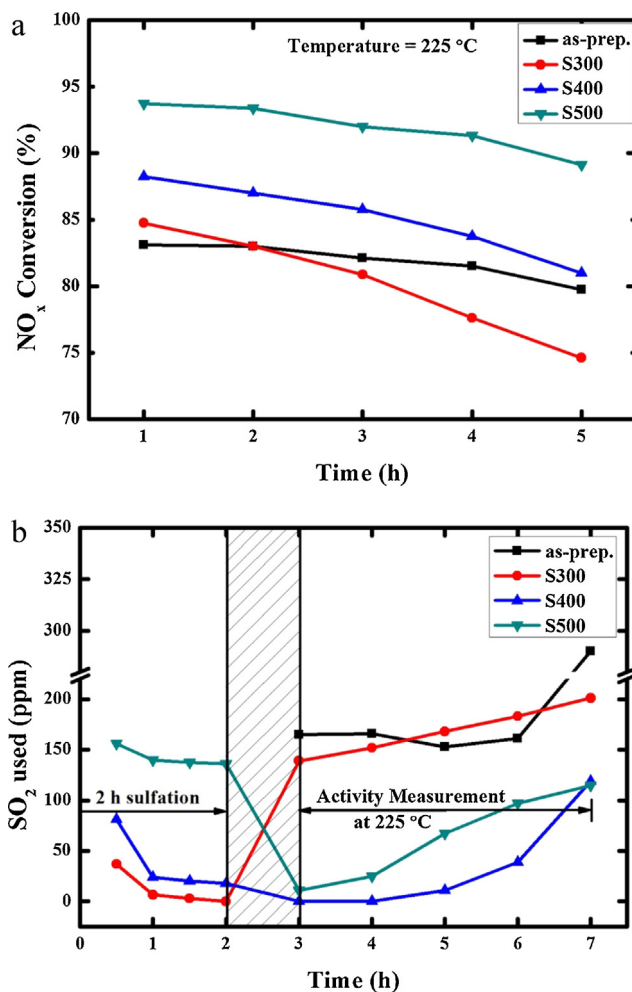 a
Temperature = 225 °C
as-prep.
S300
S400
S500
100
95
90
85
80
75
70
NOx Conversion (%)
1 2 3 4 5
Time (h)
b
as-prep.
S300
S400
S500
350
325
300
200
150
100
50
0
SO2 used (ppm)
2 h sulfation
Activity Measurement
at 225 °C
0 1 2 3 4 5 6 7
Time (h)